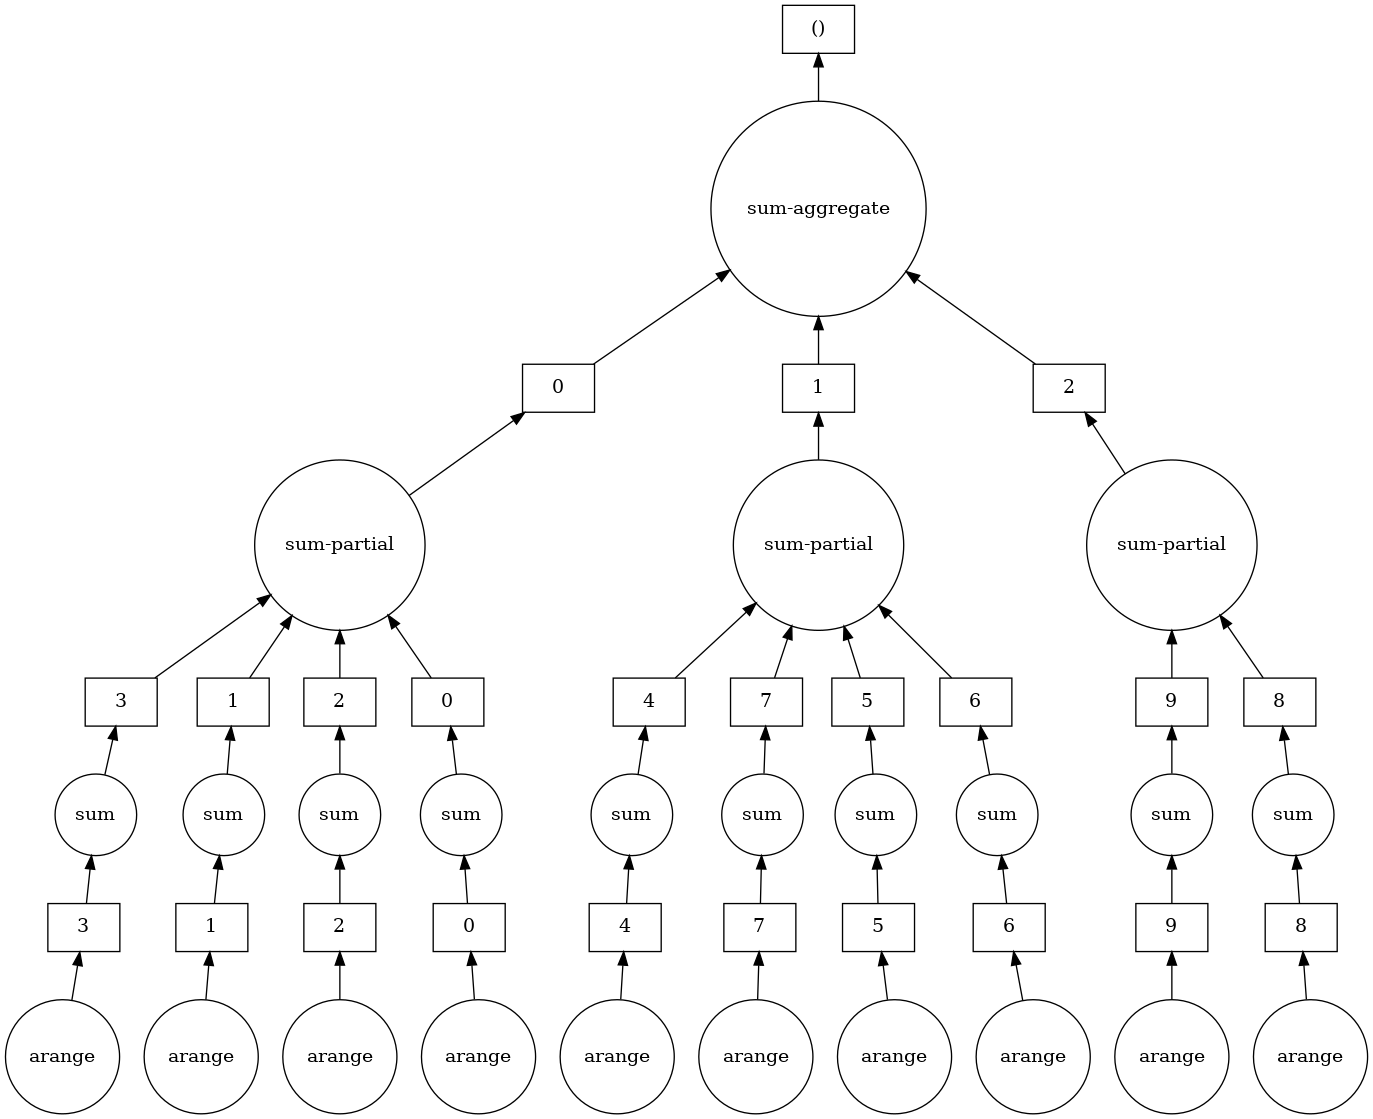 ()
sum-aggregate
0 1 2
sum-partial sum-partial sum-partial
3 1 2 0 4 7 5 6 9 8
sum sum sum sum sum sum sum sum sum sum
3 1 2 0 4 7 5 6 9 8
arange arange arange arange arange arange arange arange arange arange